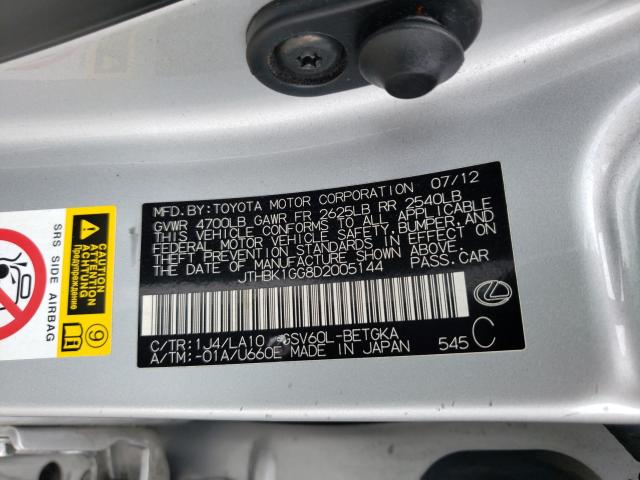 MFD. BY: TOYOTA MOTOR CORPORATION 07/12
GVWR 4700LB GAWR FR 2625LB RR 2540LB
THIS VEHICLE CONFORMS TO ALL APPLICABLE
FEDERAL MOTOR VEHICLE SAFETY, BUMPER, AND
THEFT PREVENTION STANDARDS IN EFFECT ON
THE DATE OF MANUFACTURE SHOWN ABOVE.
JTHBK1GG8D2005144 PASS. CAR
C/TR: 1J4/LA10 GSV60L-BETGKA
A/TM: -01A/U660E MADE IN JAPAN 545 C
SRS SIDE AIRBAG
CAUTION
ATTENTION
ACHTUNG
9